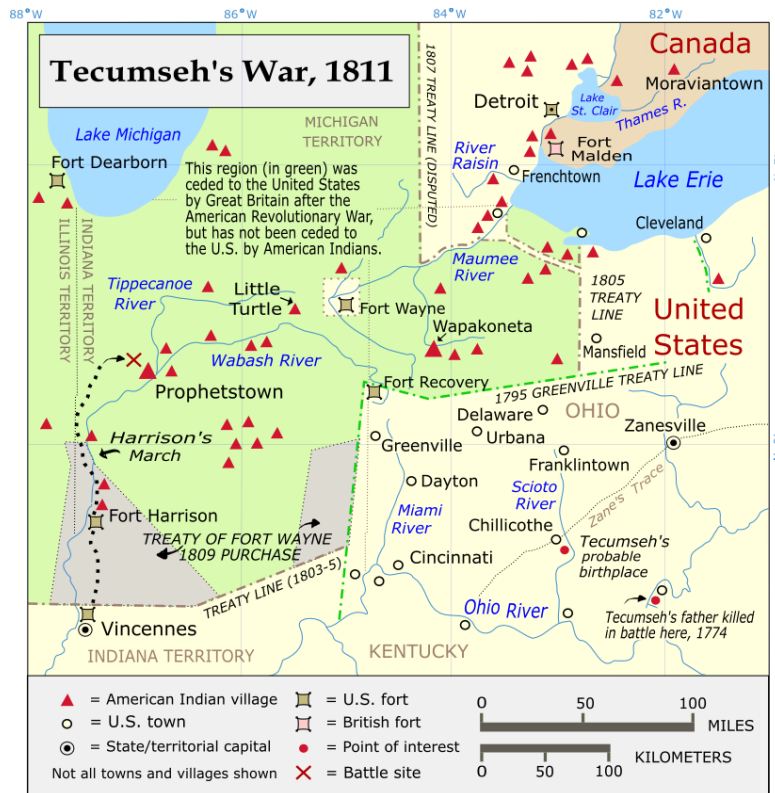 88°W
86°W
84°W
82°W
Tecumseh's War, 1811
Canada
Moraviantown
Detroit
Lake
St. Clair
Thames R.
1807 TREATY LINE (DISPUTED)
MICHIGAN
TERRITORY
Lake Michigan
Fort Dearborn
River
Raisin
Fort
Malden
Frenchtown
Lake Erie
This region (in green) was
ceded to the United States
by Great Britain after the
American Revolutionary War,
but has not been ceded to
the U.S. by American Indians.
Cleveland
ILLINOIS TERRITORY
INDIANA TERRITORY
Maumee
River
Tippecanoe
River
Little
Turtle
Fort Wayne
1805
TREATY
LINE
United
States
Wapakoneta
Mansfield
Wabash River
Prophetstown
Fort Recovery
1795 GREENVILLE TREATY LINE
OHIO
Delaware
Urbana
Zanesville
Greenville
Franklintown
Harrison's
March
Dayton
Scioto
River
Zane's Trace
Miami
River
Fort Harrison
TREATY OF FORT WAYNE
1809 PURCHASE
Chillicothe
Tecumseh's
probable
birthplace
Cincinnati
TREATY LINE (1803-5)
Ohio River
Tecumseh's father killed
in battle here, 1774
Vincennes
INDIANA TERRITORY
KENTUCKY
= American Indian village
= U.S. town
= State/territorial capital
Not all towns and villages shown
= U.S. fort
= British fort
= Point of interest
= Battle site
0 50 100
MILES
KILOMETERS
0 50 100